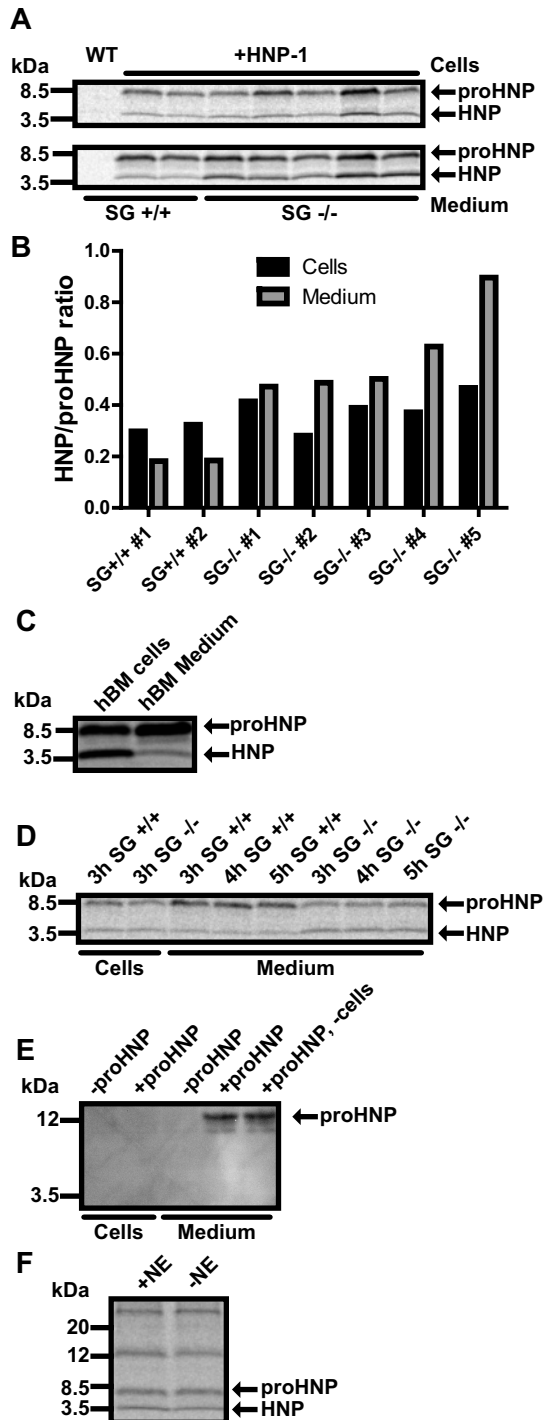 A
WT +HNP-1
kDa Cells
8.5 proHNP
3.5 HNP
8.5 proHNP
3.5 HNP
SG +/+ SG -/- Medium
B
HNP/proHNP ratio
1.0
0.8
0.6
0.4
0.2
0.0
Cells
Medium
SG+/+ #1
SG+/+ #2
SG-/- #1
SG-/- #2
SG-/- #3
SG-/- #4
SG-/- #5
C
hBM cells
hBM Medium
kDa
8.5 proHNP
3.5 HNP
D
3h SG +/+
3h SG -/-
3h SG +/+
4h SG +/+
5h SG +/+
3h SG -/-
4h SG -/-
5h SG -/-
kDa
8.5 proHNP
3.5 HNP
Cells Medium
E
-proHNP
+proHNP
-proHNP
+proHNP
+proHNP, -cells
kDa
12 proHNP
3.5
Cells Medium
F
+NE
-NE
kDa
20
12
8.5 proHNP
3.5 HNP